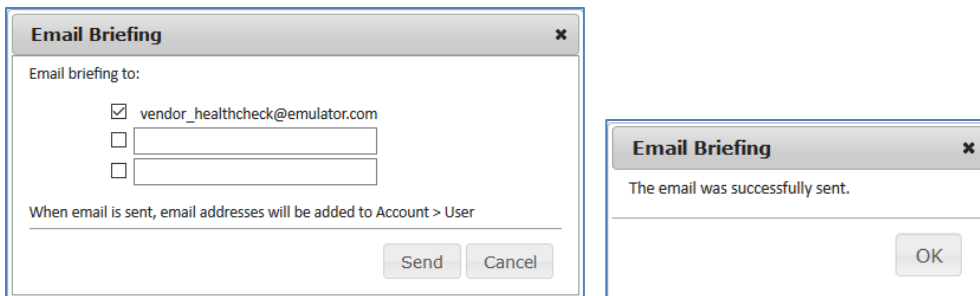 Email Briefing
Email briefing to:
vendor_healthcheck@emulator.com
When email is sent, email addresses will be added to Account > User
Send Cancel
Email Briefing
The email was successfully sent.
OK